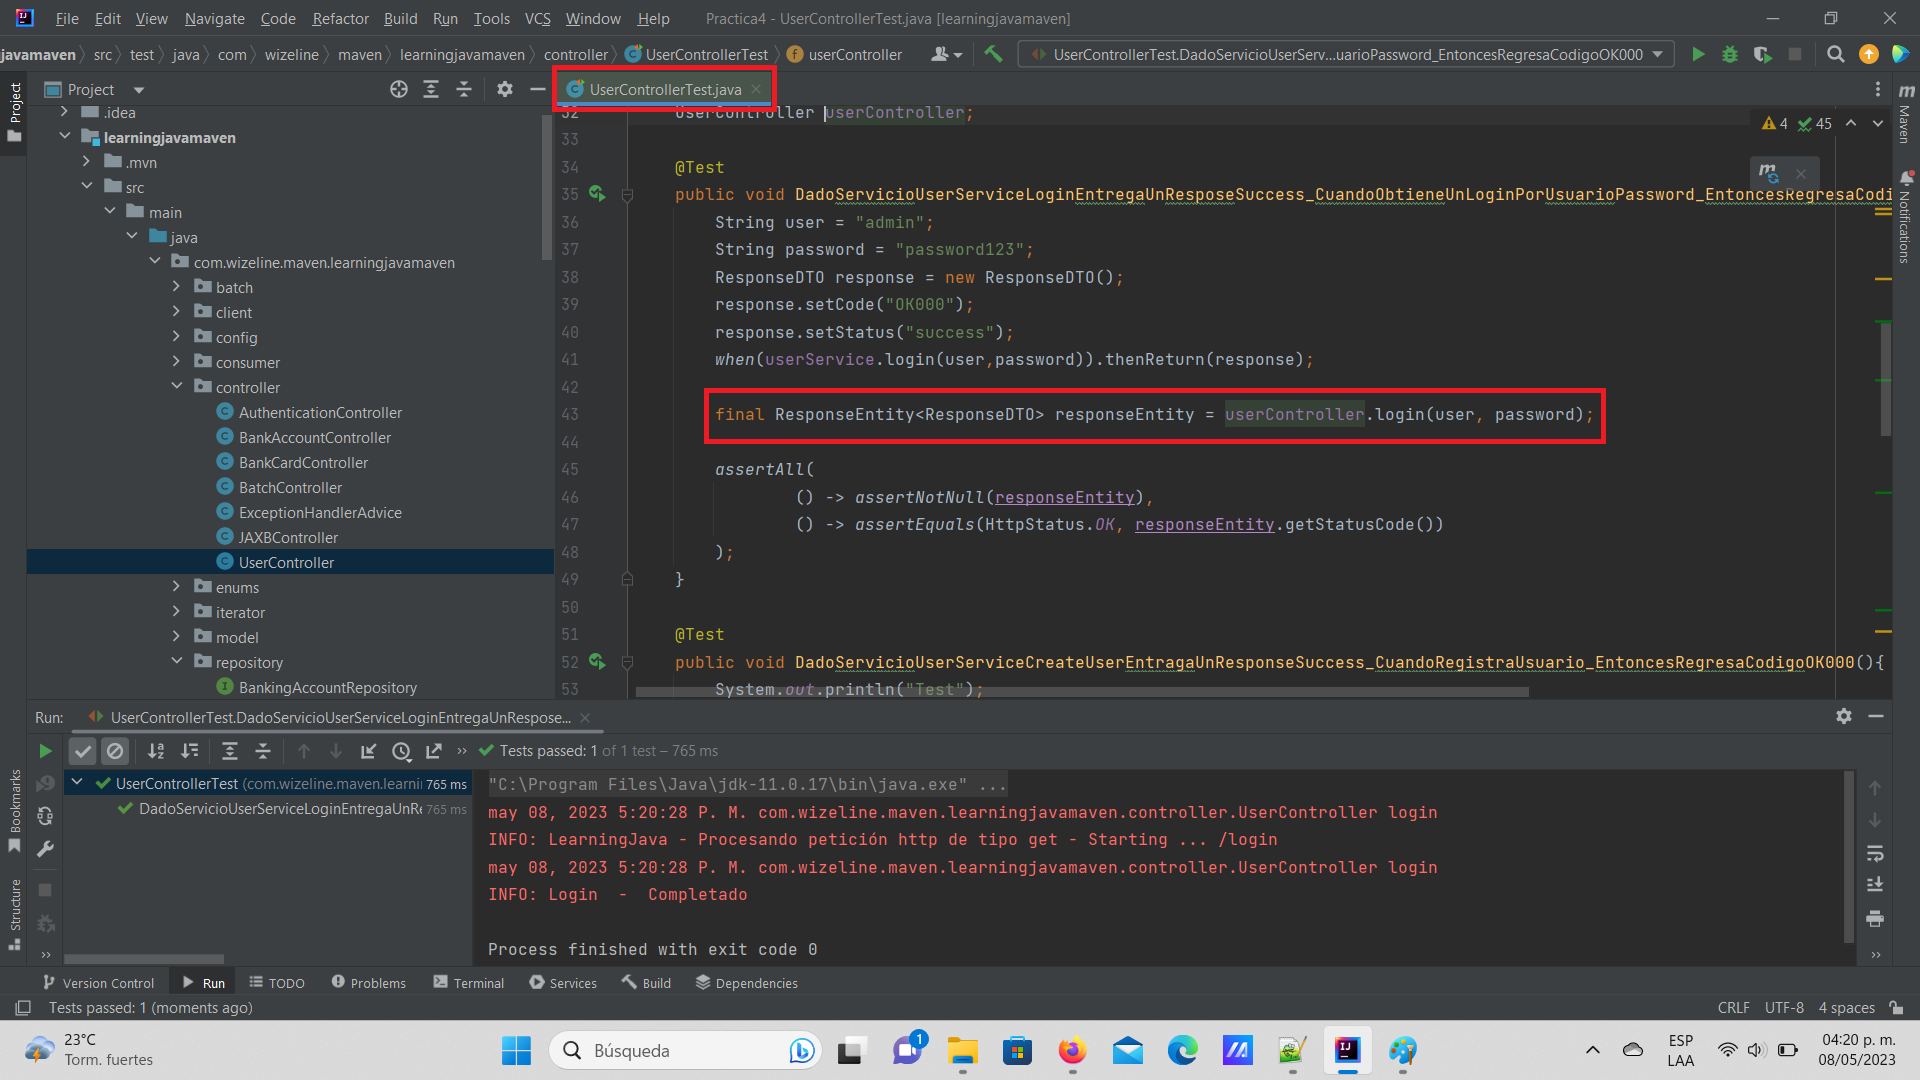 File Edit View Navigate Code Refactor Build Run Tools VCS Window Help Practica4 - UserControllerTest.java [learningjavamaven]
javamaven src test java com wizeline maven learningjavamaven controller UserControllerTest userController UserControllerTest.DadoServicioUserServ...uarioPassword_EntoncesRegresaCodigoOK000
Project
Project
.idea
learningjavamaven
.mvn
src
main
java
com.wizeline.maven.learningjavamaven
batch
client
config
consumer
controller
AuthenticationController
BankAccountController
BankCardController
BatchController
ExceptionHandlerAdvice
JAXBController
UserController
enums
iterator
model
repository
BankingAccountRepository
UserControllerTest.java
4 45
Maven
Notifications
32 UserController userController;
33
34 @Test
35 public void DadoServicioUserServiceLoginEntregaUnResposeSuccess_CuandoObtieneUnLoginPorUsuarioPassword_EntoncesRegresaCodi
36 String user = "admin";
37 String password = "password123";
38 ResponseDTO response = new ResponseDTO();
39 response.setCode("OK000");
40 response.setStatus("success");
41 when(userService.login(user,password)).thenReturn(response);
42
43 final ResponseEntity<ResponseDTO> responseEntity = userController.login(user, password);
44
45 assertAll(
46 () -> assertNotNull(responseEntity),
47 () -> assertEquals(HttpStatus.OK, responseEntity.getStatusCode())
48 );
49 }
50
51 @Test
52 public void DadoServicioUserServiceCreateUserEntragaUnResponseSuccess_CuandoRegistraUsuario_EntoncesRegresaCodigoOK000(){
53 System.out.println("Test");
Run: UserControllerTest.DadoServicioUserServiceLoginEntregaUnRespose...
Tests passed: 1 of 1 test – 765 ms
UserControllerTest (com.wizeline.maven.learni 765 ms
DadoServicioUserServiceLoginEntregaUnRe 765 ms
"C:\Program Files\Java\jdk-11.0.17\bin\java.exe" ...
may 08, 2023 5:20:28 P. M. com.wizeline.maven.learningjavamaven.controller.UserController login
INFO: LearningJava - Procesando petición http de tipo get - Starting ... /login
may 08, 2023 5:20:28 P. M. com.wizeline.maven.learningjavamaven.controller.UserController login
INFO: Login - Completado
Process finished with exit code 0
Bookmarks
Structure
Version Control Run TODO Problems Terminal Services Build Dependencies
Tests passed: 1 (moments ago) CRLF UTF-8 4 spaces
23°C
Torm. fuertes
Búsqueda
1
ESP
LAA
04:20 p. m.
08/05/2023